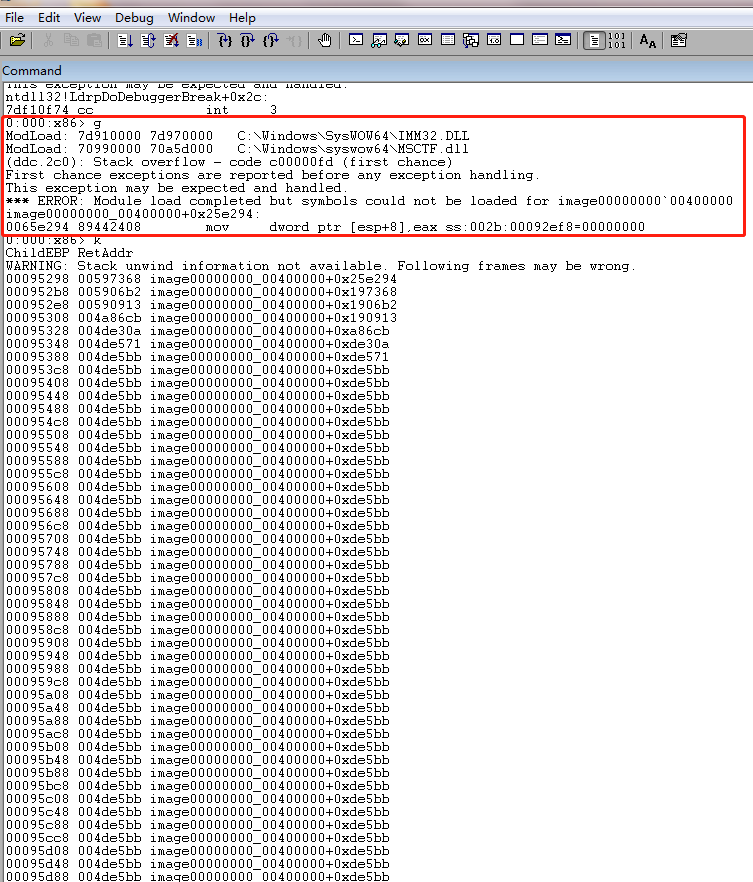 File Edit View Debug Window Help
101
101
Command
This exception may be expected and handled.
ntdll32!LdrpDoDebuggerBreak+0x2c:
7df10f74 cc              int     3
0:000:x86> g
ModLoad: 7d910000 7d970000   C:\Windows\SysWOW64\IMM32.DLL
ModLoad: 70990000 70a5d000   C:\Windows\SysWOW64\MSCTF.dll
(ddc.2c0): Stack overflow - code c00000fd (first chance)
First chance exceptions are reported before any exception handling.
This exception may be expected and handled.
*** ERROR: Module load completed but symbols could not be loaded for image00000000`00400000
image00000000_00400000+0x25e294:
0065e294 89442408        mov     dword ptr [esp+8],eax ss:002b:00092ef8=00000000
0:000:x86> k
ChildEBP RetAddr
WARNING: Stack unwind information not available. Following frames may be wrong.
00095298 00597368 image00000000_00400000+0x25e294
000952b8 005906b2 image00000000_00400000+0x197368
000952e8 00590913 image00000000_00400000+0x1906b2
00095308 004a86cb image00000000_00400000+0x190913
00095328 004de30a image00000000_00400000+0xa86cb
00095348 004de571 image00000000_00400000+0xde30a
00095388 004de5bb image00000000_00400000+0xde571
000953c8 004de5bb image00000000_00400000+0xde5bb
00095408 004de5bb image00000000_00400000+0xde5bb
00095448 004de5bb image00000000_00400000+0xde5bb
00095488 004de5bb image00000000_00400000+0xde5bb
000954c8 004de5bb image00000000_00400000+0xde5bb
00095508 004de5bb image00000000_00400000+0xde5bb
00095548 004de5bb image00000000_00400000+0xde5bb
00095588 004de5bb image00000000_00400000+0xde5bb
000955c8 004de5bb image00000000_00400000+0xde5bb
00095608 004de5bb image00000000_00400000+0xde5bb
00095648 004de5bb image00000000_00400000+0xde5bb
00095688 004de5bb image00000000_00400000+0xde5bb
000956c8 004de5bb image00000000_00400000+0xde5bb
00095708 004de5bb image00000000_00400000+0xde5bb
00095748 004de5bb image00000000_00400000+0xde5bb
00095788 004de5bb image00000000_00400000+0xde5bb
000957c8 004de5bb image00000000_00400000+0xde5bb
00095808 004de5bb image00000000_00400000+0xde5bb
00095848 004de5bb image00000000_00400000+0xde5bb
00095888 004de5bb image00000000_00400000+0xde5bb
000958c8 004de5bb image00000000_00400000+0xde5bb
00095908 004de5bb image00000000_00400000+0xde5bb
00095948 004de5bb image00000000_00400000+0xde5bb
00095988 004de5bb image00000000_00400000+0xde5bb
000959c8 004de5bb image00000000_00400000+0xde5bb
00095a08 004de5bb image00000000_00400000+0xde5bb
00095a48 004de5bb image00000000_00400000+0xde5bb
00095a88 004de5bb image00000000_00400000+0xde5bb
00095ac8 004de5bb image00000000_00400000+0xde5bb
00095b08 004de5bb image00000000_00400000+0xde5bb
00095b48 004de5bb image00000000_00400000+0xde5bb
00095b88 004de5bb image00000000_00400000+0xde5bb
00095bc8 004de5bb image00000000_00400000+0xde5bb
00095c08 004de5bb image00000000_00400000+0xde5bb
00095c48 004de5bb image00000000_00400000+0xde5bb
00095c88 004de5bb image00000000_00400000+0xde5bb
00095cc8 004de5bb image00000000_00400000+0xde5bb
00095d08 004de5bb image00000000_00400000+0xde5bb
00095d48 004de5bb image00000000_00400000+0xde5bb
00095d88 004de5bb image00000000_00400000+0xde5bb